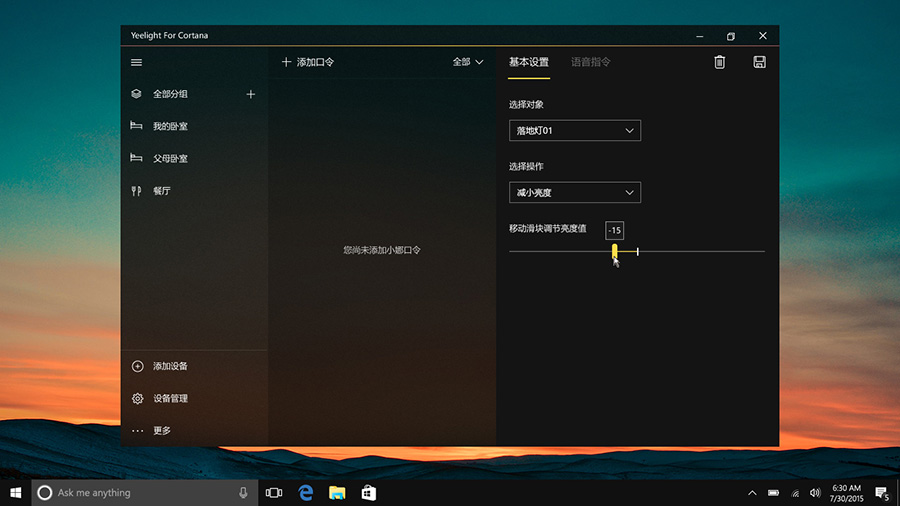 Yeelight For Cortana
全部分组
我的卧室
父母卧室
餐厅
添加设备
设备管理
更多
添加口令
全部
您尚未添加小娜口令
基本设置
语音指令
选择对象
落地灯01
选择操作
减小亮度
移动滑块调节亮度值
-15
Ask me anything
6:30 AM
7/30/2015
5